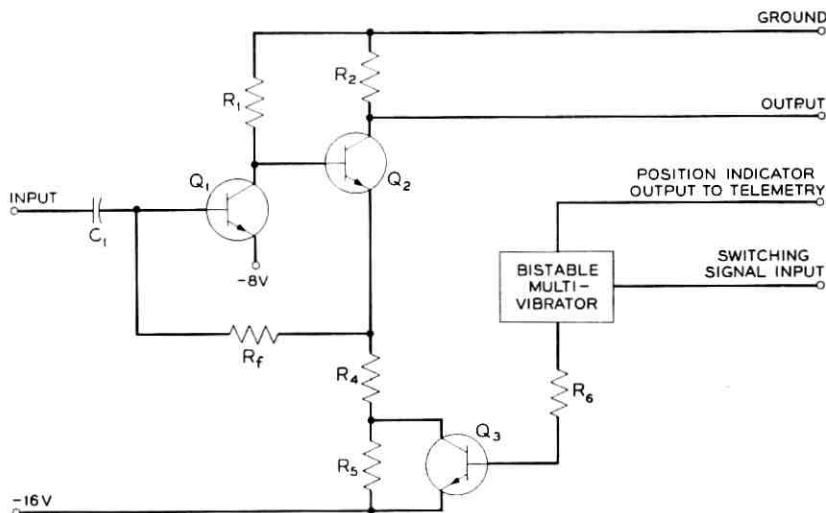 GROUND
R₁
R₂
OUTPUT
Q₁
Q₂
POSITION INDICATOR
OUTPUT TO TELEMETRY
INPUT
C₁
-8V
BISTABLE
MULTI-
VIBRATOR
SWITCHING
SIGNAL INPUT
Rf
R₄
R₆
Q₃
R₅
-16V